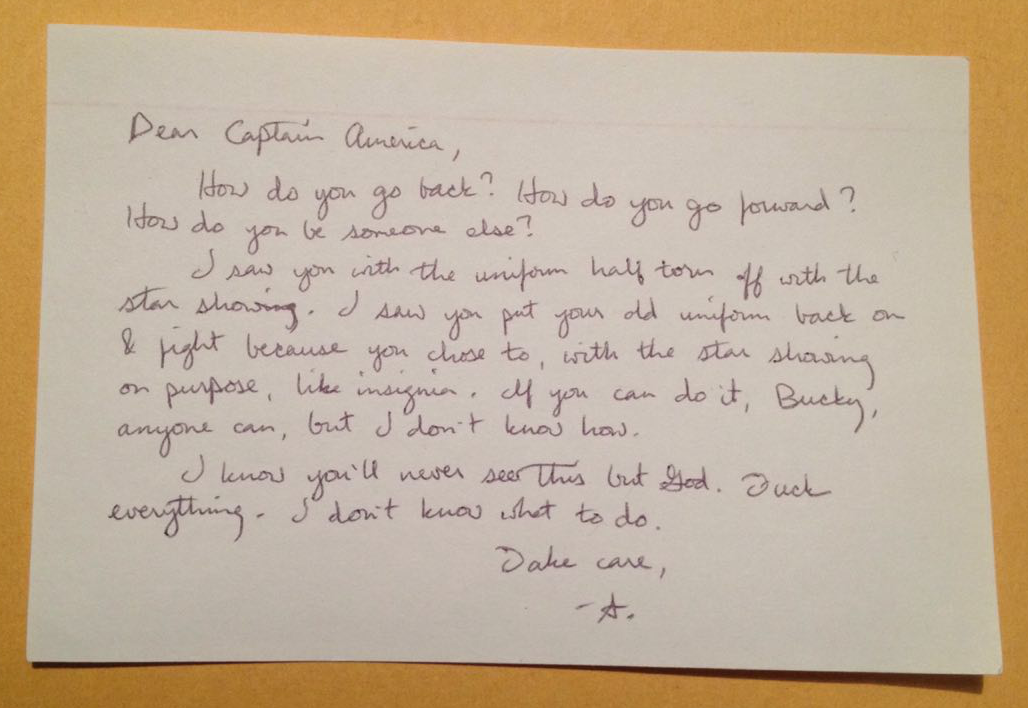 Dear Captain America,
How do you go back? How do you go forward?
How do you be someone else?
I saw you with the uniform half torn off with the
star showing. I saw you put your old uniform back on
& fight because you chose to, with the star showing
on purpose, like insignia. If you can do it, Bucky,
anyone can, but I don't know how.
I know you'll never see this but God. Fuck
everything. I don't know what to do.
Take care,
-A.